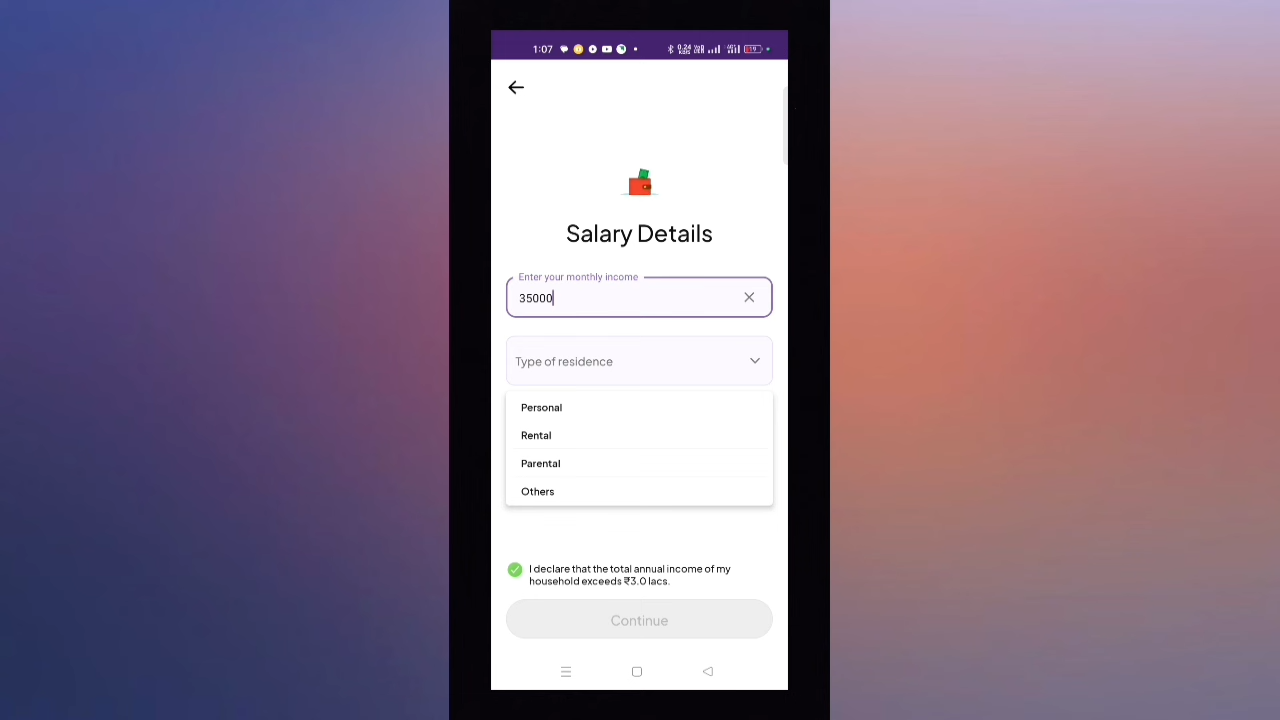 1:07
Salary Details
Enter your monthly income
35000
Type of residence
Personal
Rental
Parental
Others
I declare that the total annual income of my
household exceeds ₹3.0 lacs.
Continue